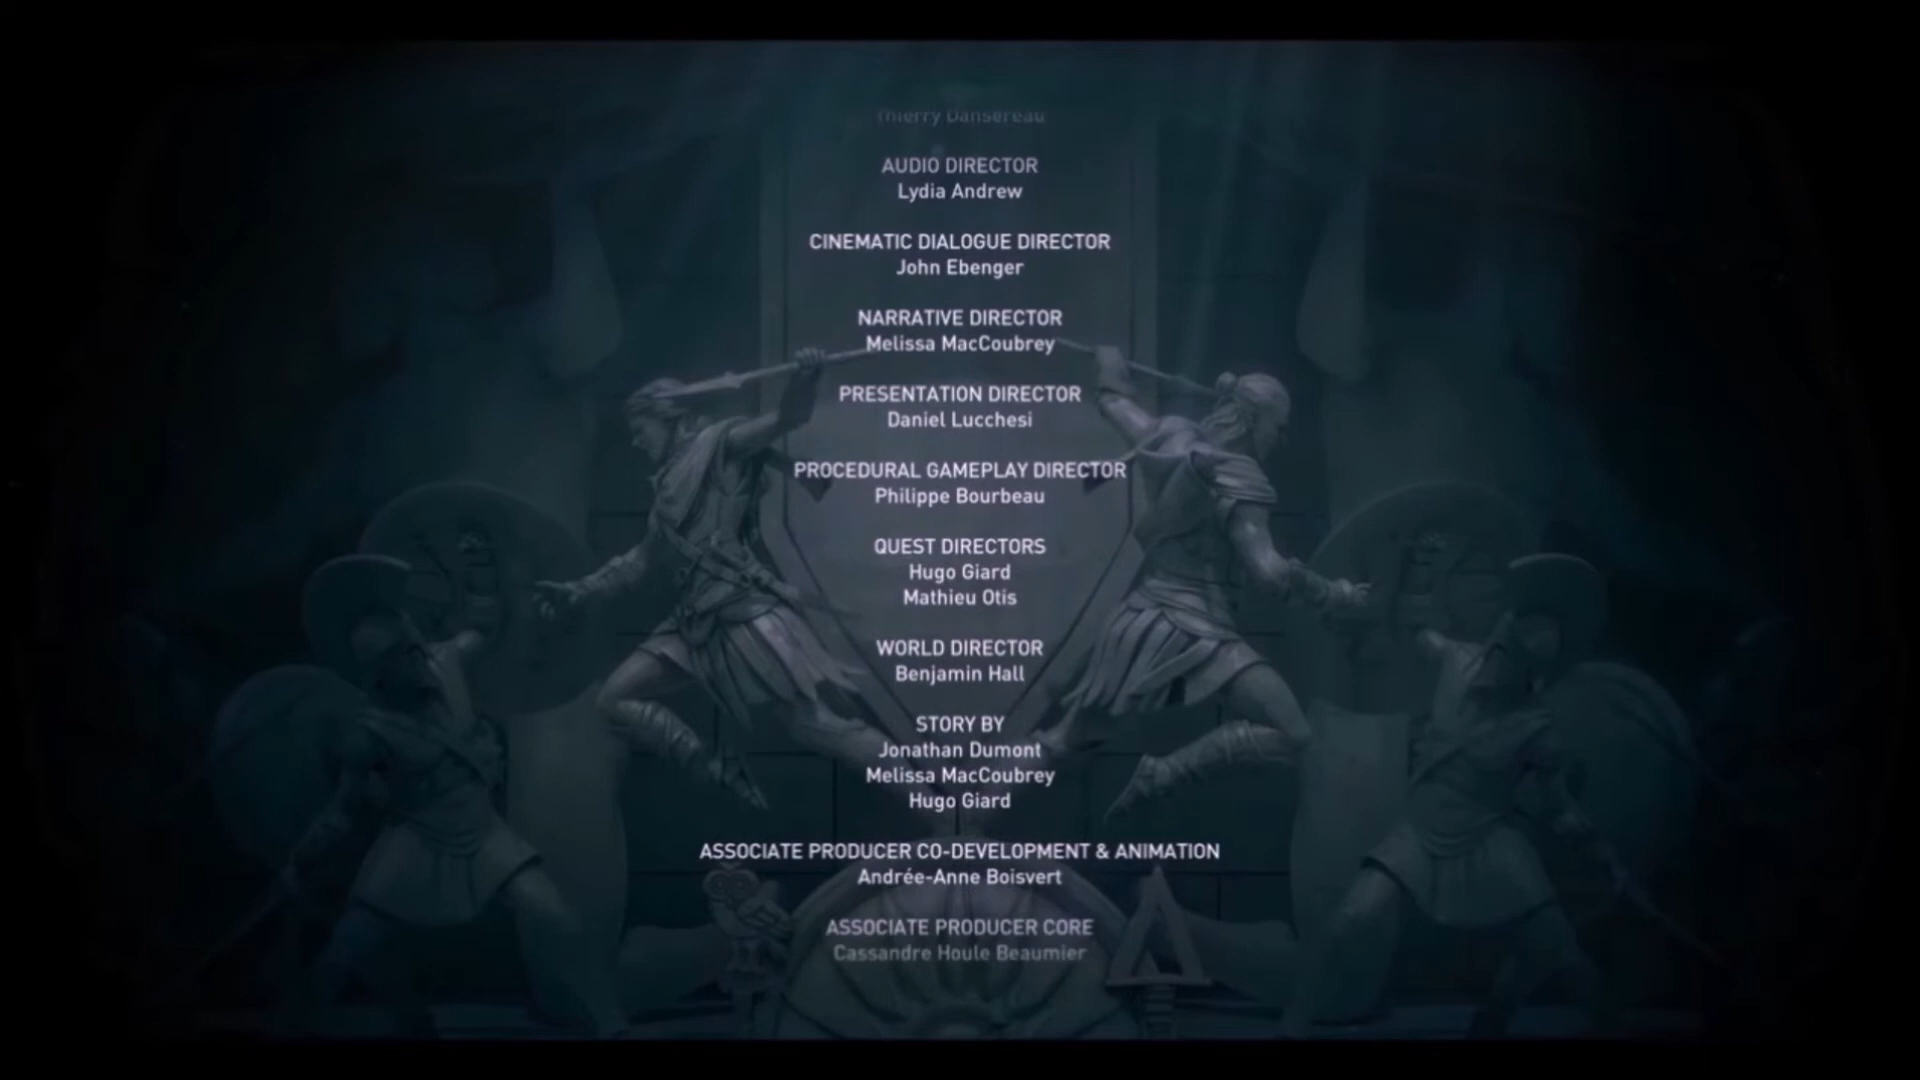 Thierry Dansereau
AUDIO DIRECTOR
Lydia Andrew
CINEMATIC DIALOGUE DIRECTOR
John Ebenger
NARRATIVE DIRECTOR
Melissa MacCoubrey
PRESENTATION DIRECTOR
Daniel Lucchesi
PROCEDURAL GAMEPLAY DIRECTOR
Philippe Bourbeau
QUEST DIRECTORS
Hugo Giard
Mathieu Otis
WORLD DIRECTOR
Benjamin Hall
STORY BY
Jonathan Dumont
Melissa MacCoubrey
Hugo Giard
ASSOCIATE PRODUCER CO-DEVELOPMENT & ANIMATION
Andrée-Anne Boisvert
ASSOCIATE PRODUCER CORE
Cassandre Houle Beaumier